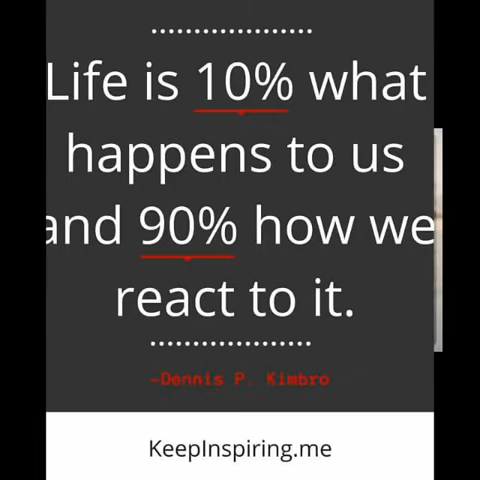 Life is 10% what
happens to us
and 90% how we
react to it.
–Dennis P. Kimbro
KeepInspiring.me